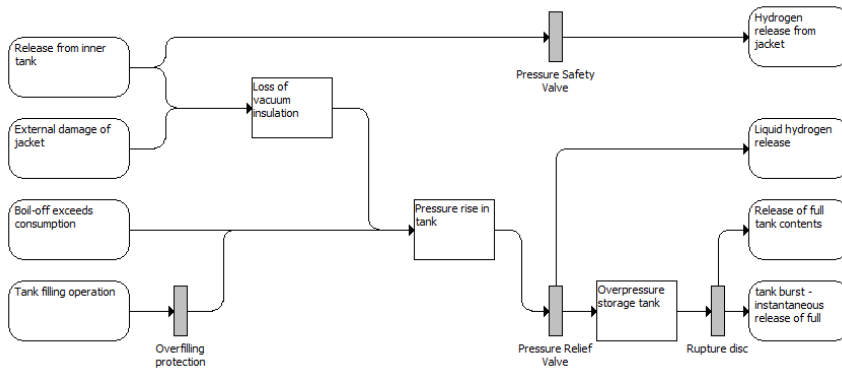 Release from inner
tank
External damage of
jacket
Boil-off exceeds
consumption
Tank filling operation
Overfilling
protection
Loss of
vacuum
insulation
Pressure rise in
tank
Pressure Safety
Valve
Pressure Relief
Valve
Overpressure
storage tank
Rupture disc
Hydrogen
release from
jacket
Liquid hydrogen
release
Release of full
tank contents
tank burst -
instantaneous
release of full